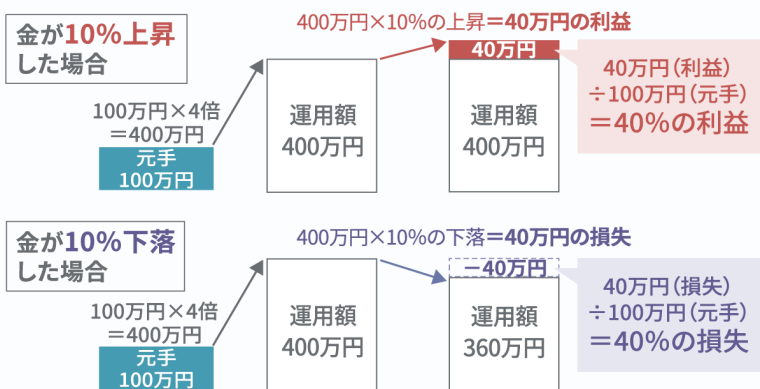 金が10%上昇
した場合
400万円×10%の上昇＝40万円の利益
100万円×4倍
＝400万円
元手
100万円
運用額
400万円
40万円
運用額
400万円
40万円（利益）
÷100万円（元手）
＝40%の利益
金が10%下落
した場合
400万円×10%の下落＝40万円の損失
100万円×4倍
＝400万円
元手
100万円
運用額
400万円
－40万円
運用額
360万円
40万円（損失）
÷100万円（元手）
＝40%の損失